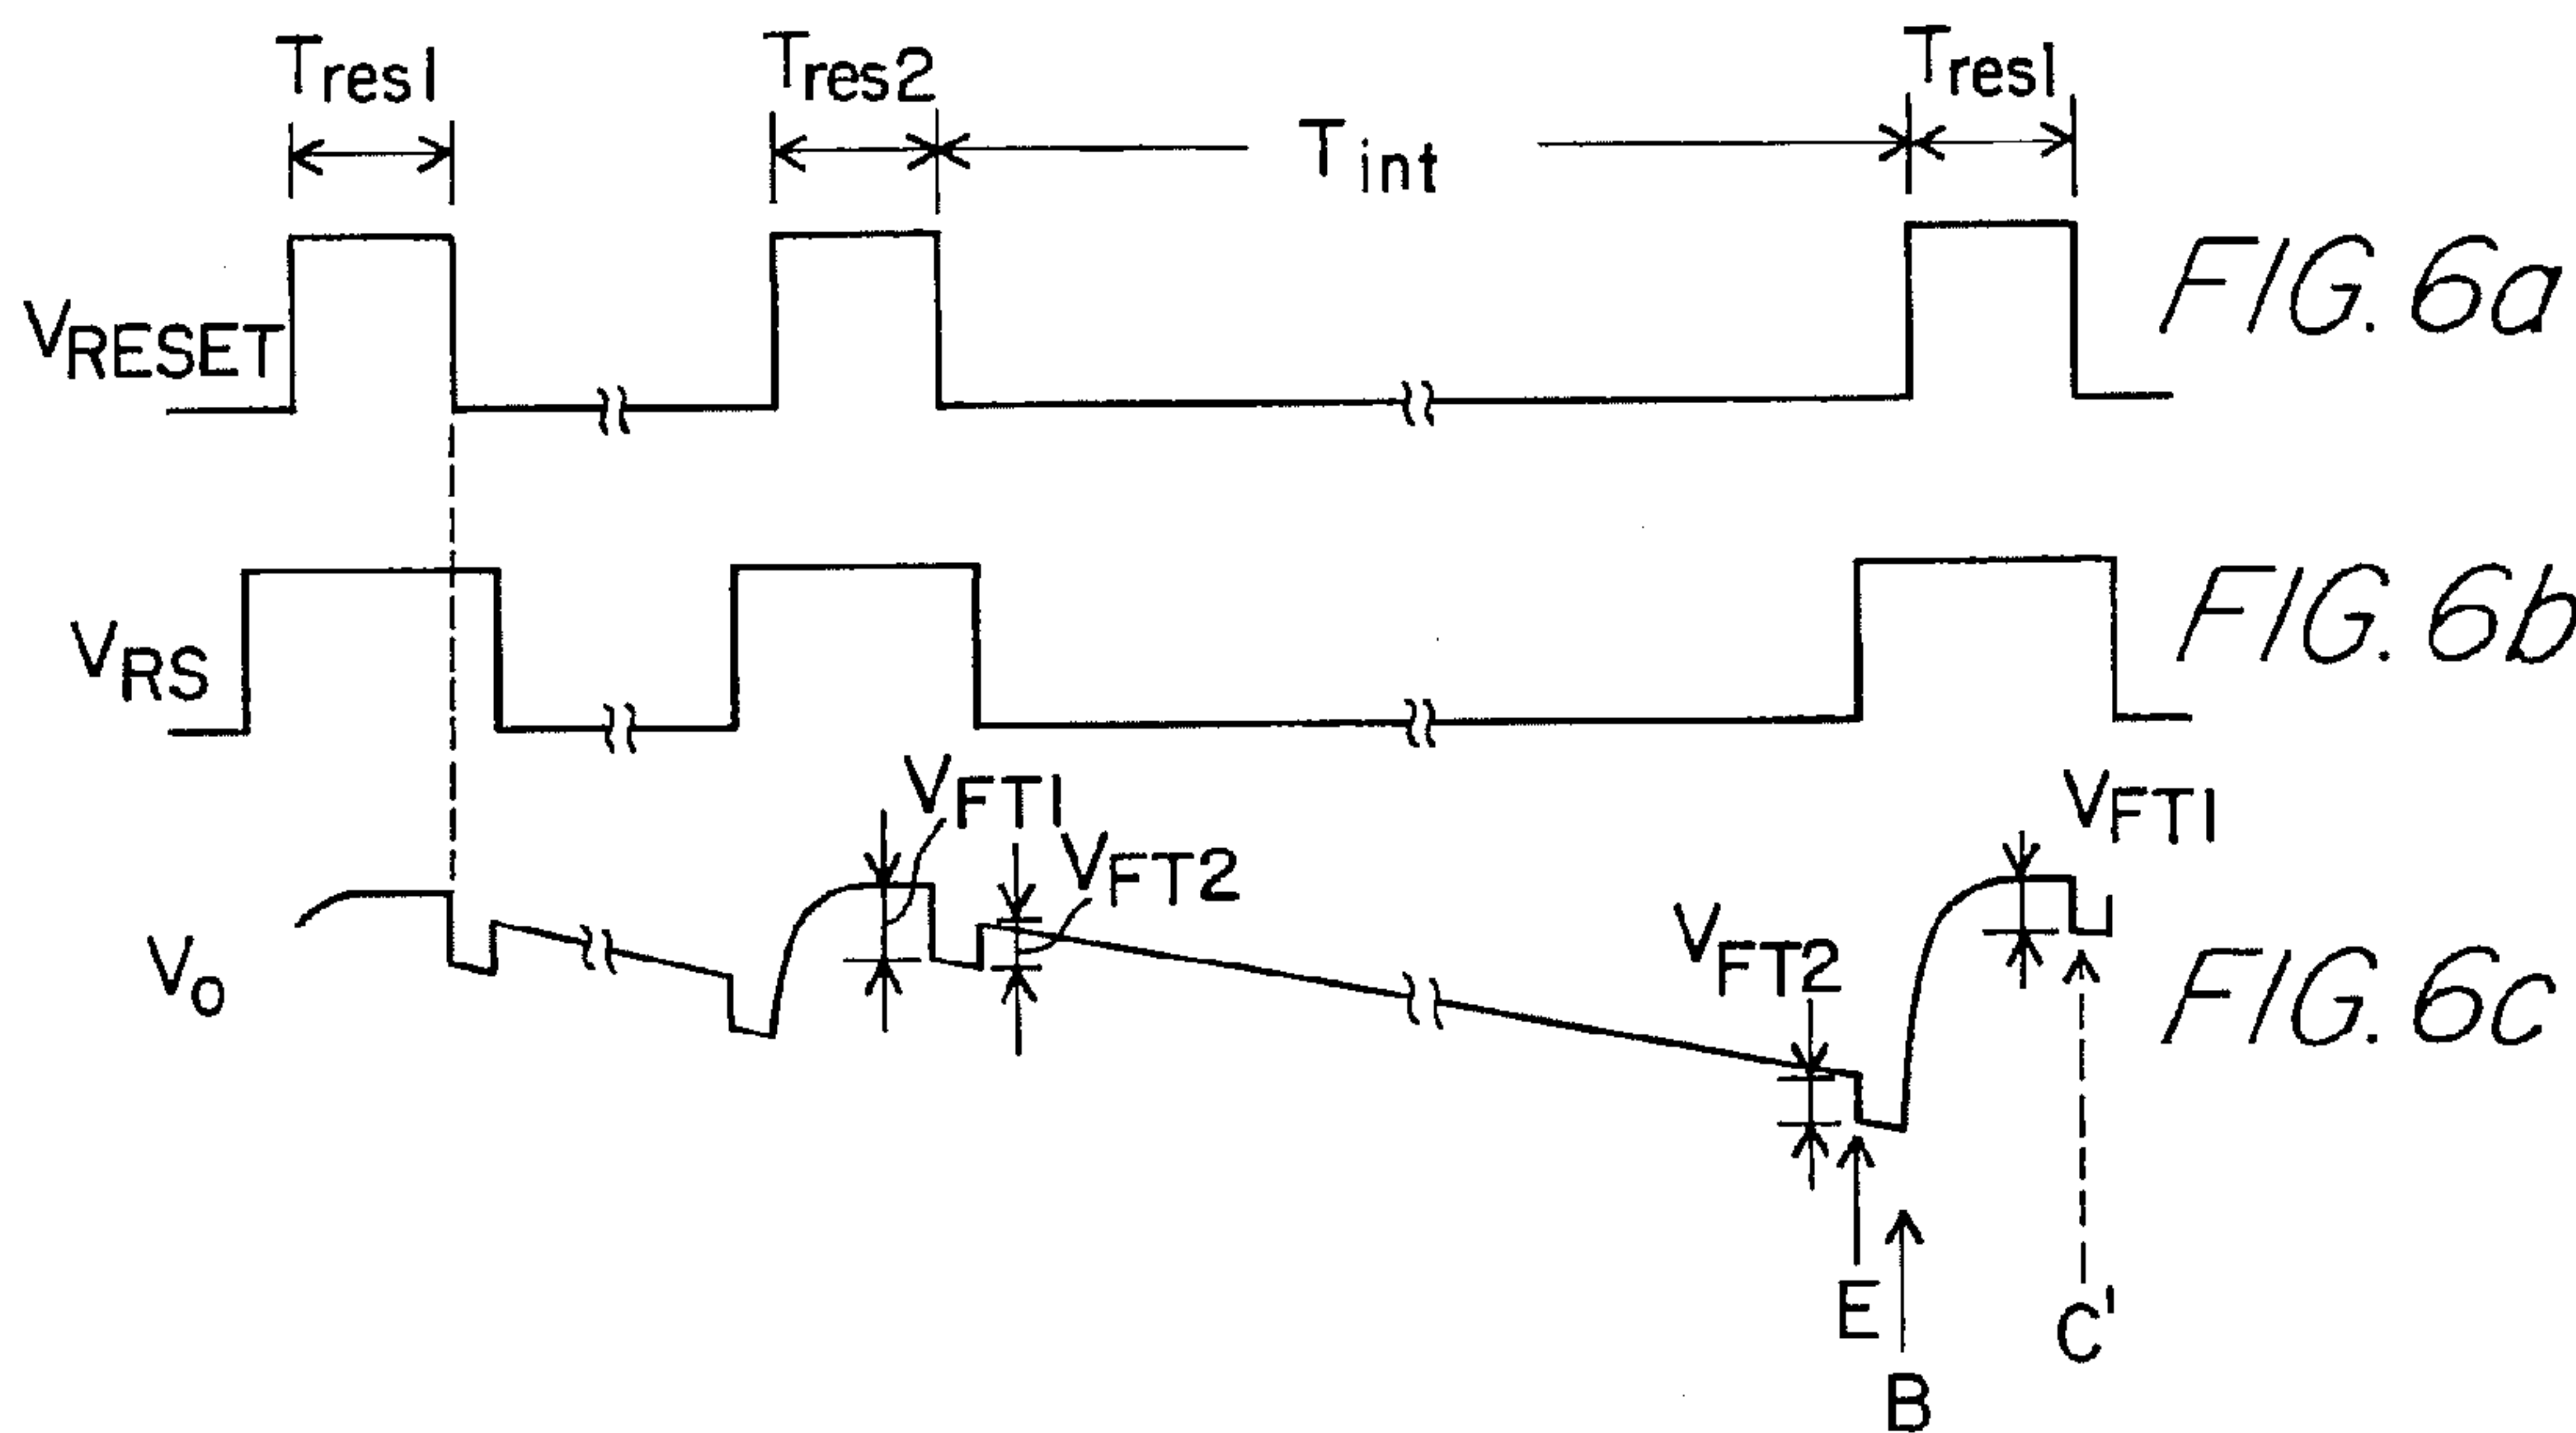 Tres1
Tres2
Tint
Tres1
VRESET
FIG. 6a
VRS
FIG. 6b
VFT1
VFT2
VFT1
VFT2
Vo
FIG. 6c
E
B
C'